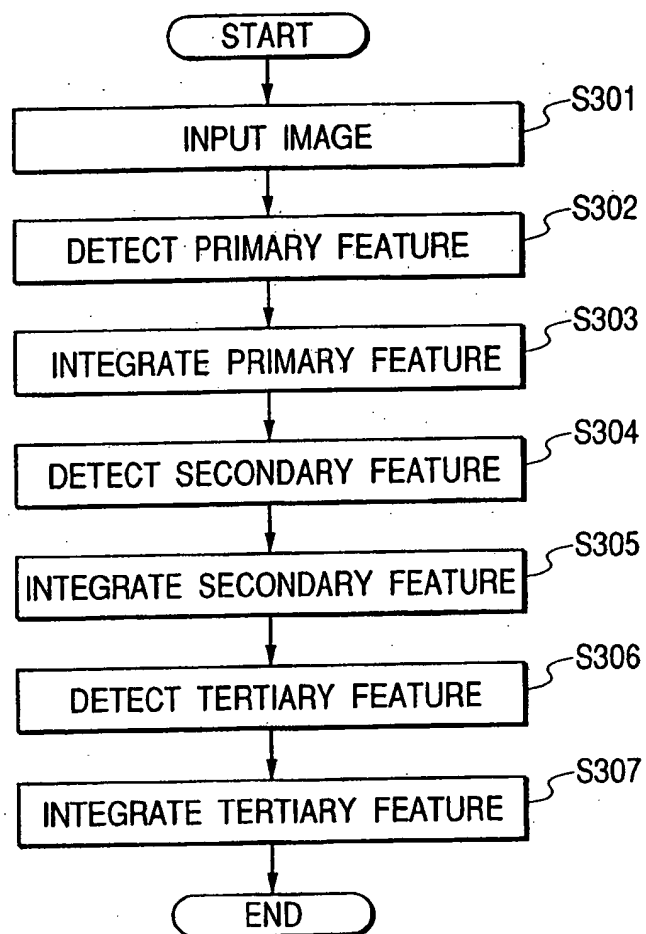 START
INPUT IMAGE
S301
DETECT PRIMARY FEATURE
S302
INTEGRATE PRIMARY FEATURE
S303
DETECT SECONDARY FEATURE
S304
INTEGRATE SECONDARY FEATURE
S305
DETECT TERTIARY FEATURE
S306
INTEGRATE TERTIARY FEATURE
S307
END